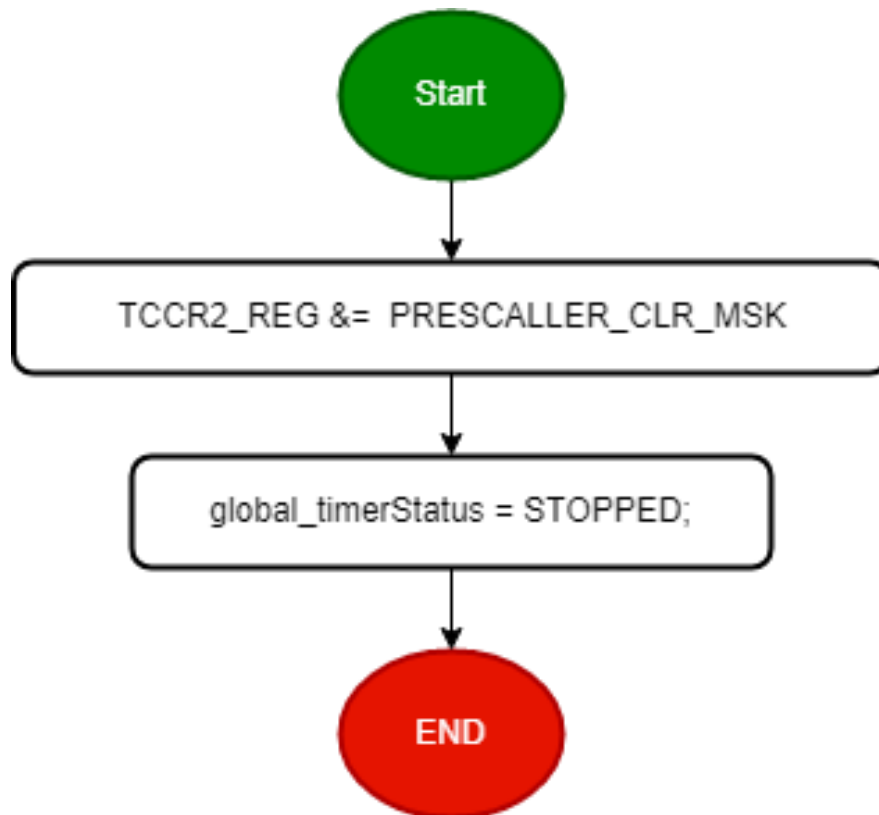 Start
TCCR2_REG &=  PRESCALLER_CLR_MSK
global_timerStatus = STOPPED;
END